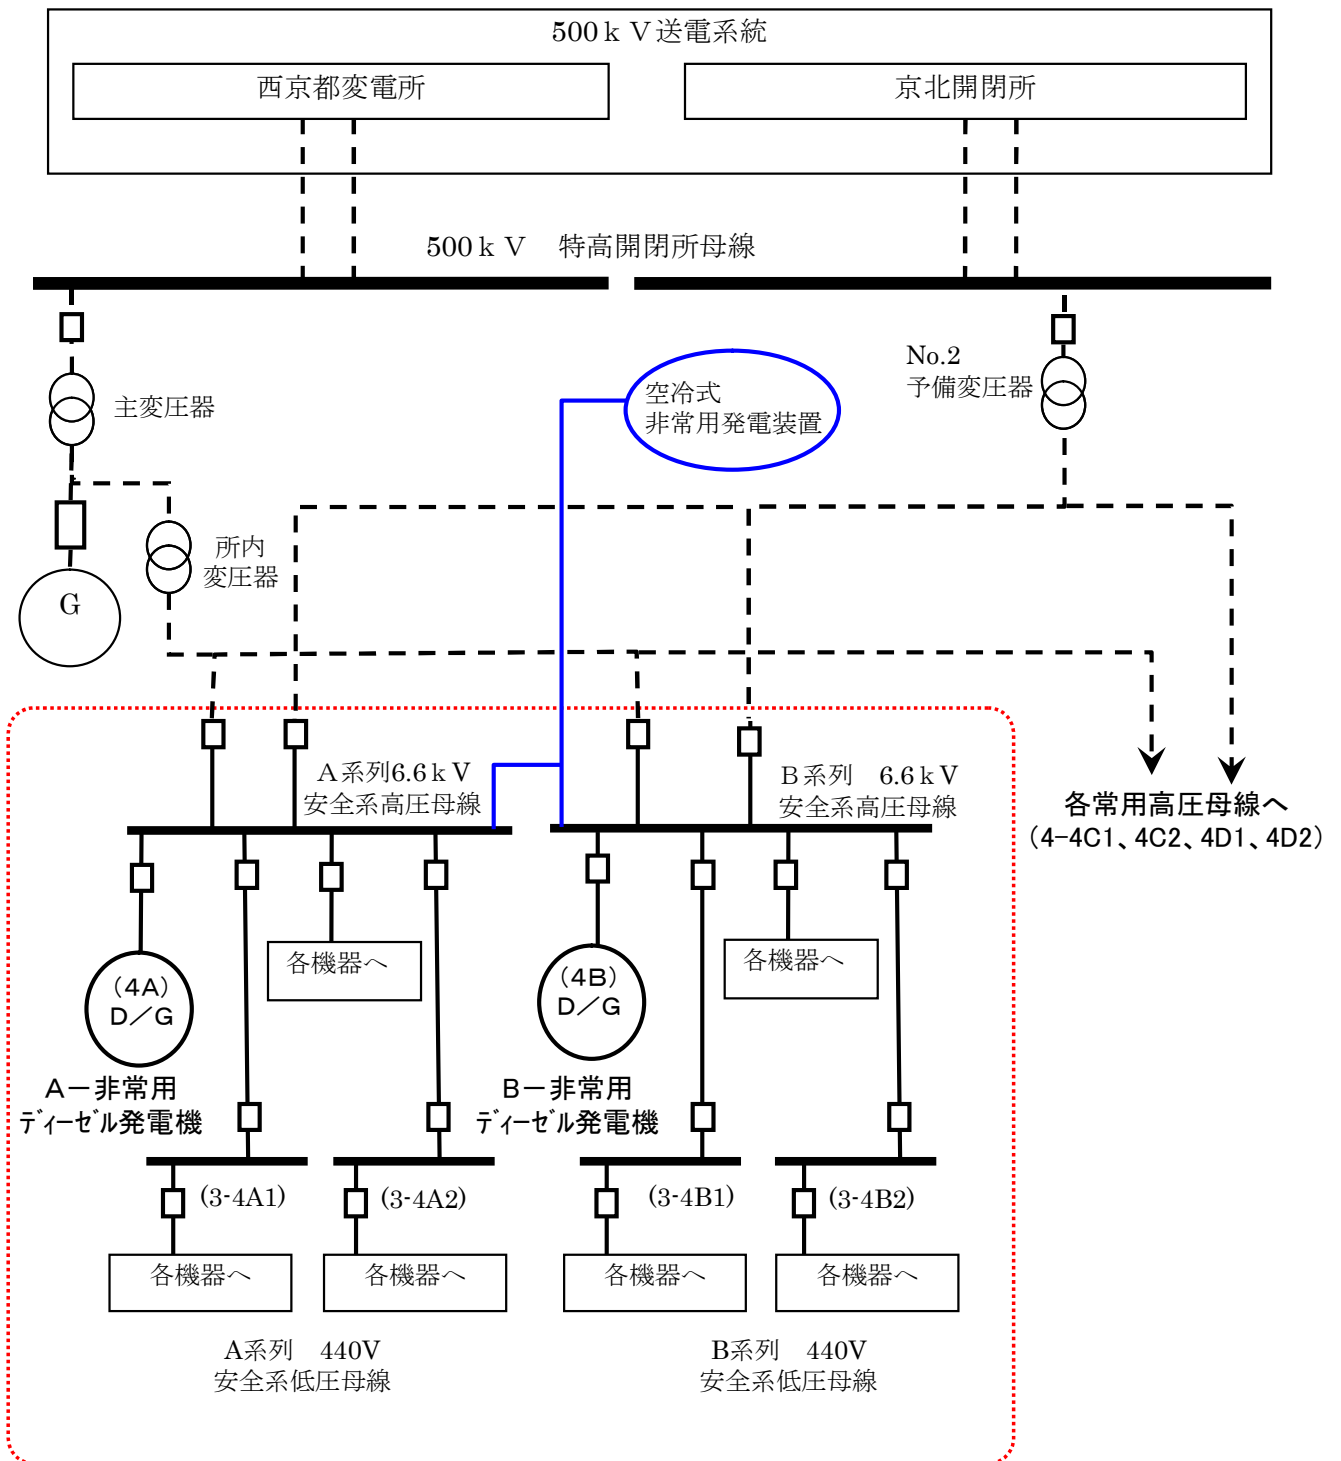 500ｋＶ送電系統
西京都変電所
京北開閉所
500ｋＶ　特高開閉所母線
No.2
予備変圧器
空冷式
非常用発電装置
主変圧器
所内
変圧器
G
A系列6.6ｋV
安全系高圧母線
B系列　6.6ｋV
安全系高圧母線
各常用高圧母線へ
(4−4C1、4C2、4D1、4D2)
各機器へ
各機器へ
(4A)
D／G
(4B)
D／G
A－非常用
ﾃﾞｨｰｾﾞﾙ発電機
B－非常用
ﾃﾞｨｰｾﾞﾙ発電機
(3-4A1)
(3-4A2)
(3-4B1)
(3-4B2)
各機器へ
各機器へ
各機器へ
各機器へ
A系列　440V
安全系低圧母線
B系列　440V
安全系低圧母線